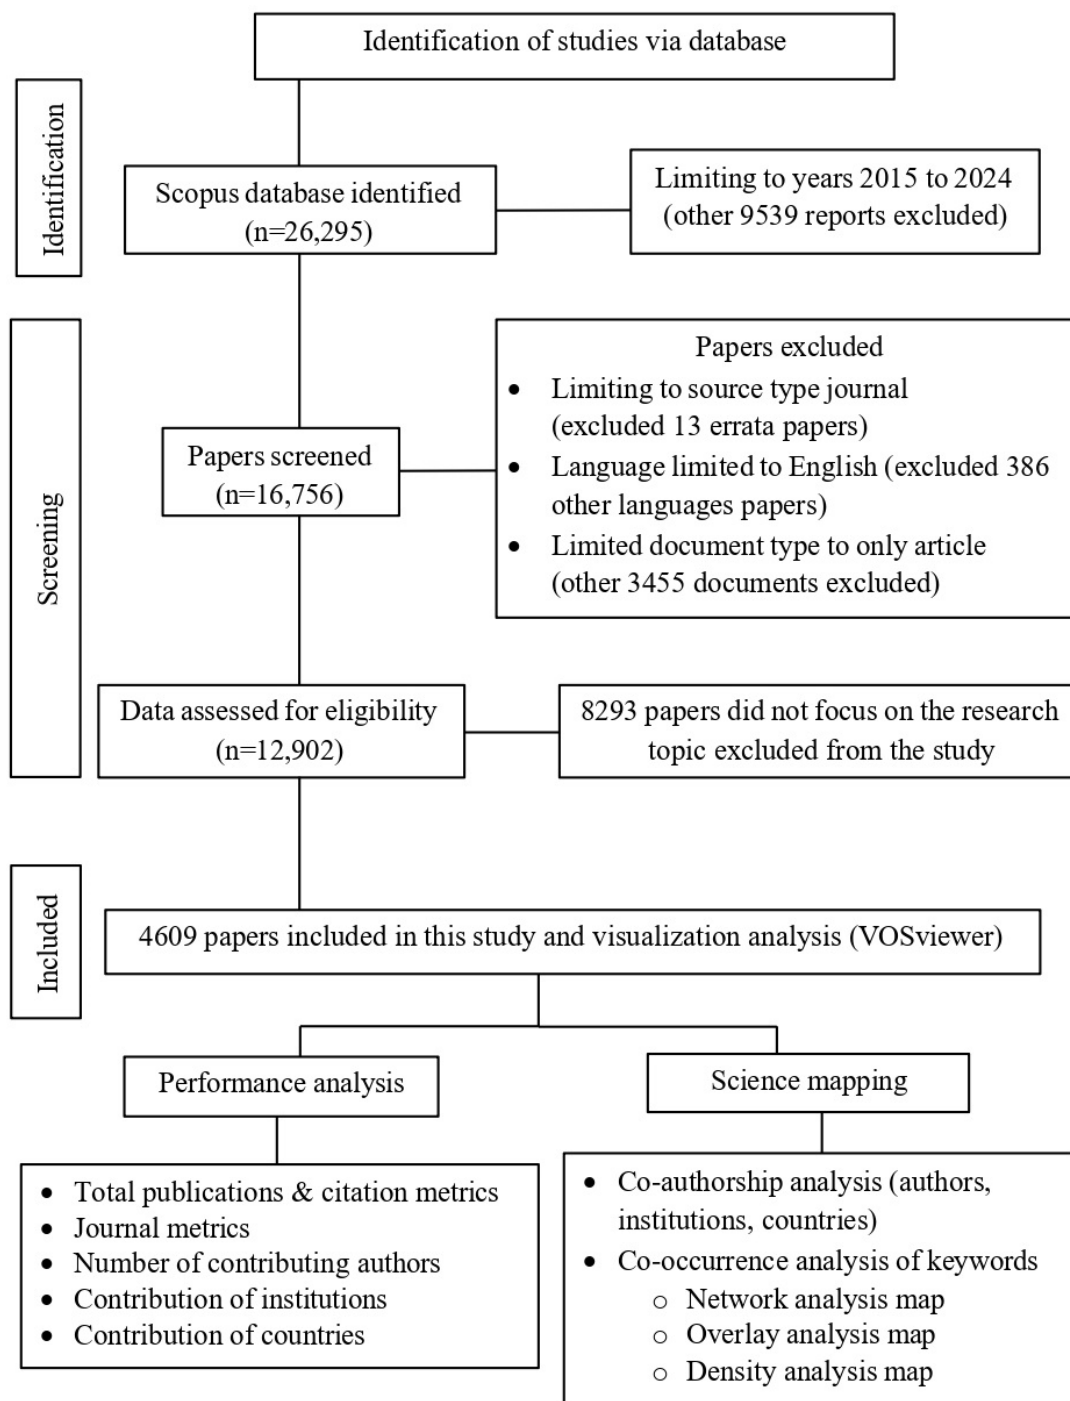 Identification of studies via database
Identification
Scopus database identified
(n=26,295)
Limiting to years 2015 to 2024
(other 9539 reports excluded)
Screening
Papers screened
(n=16,756)
Papers excluded
• Limiting to source type journal
(excluded 13 errata papers)
• Language limited to English (excluded 386
other languages papers)
• Limited document type to only article
(other 3455 documents excluded)
Data assessed for eligibility
(n=12,902)
8293 papers did not focus on the research
topic excluded from the study
Included
4609 papers included in this study and visualization analysis (VOSviewer)
Performance analysis
Science mapping
• Total publications & citation metrics
• Journal metrics
• Number of contributing authors
• Contribution of institutions
• Contribution of countries
• Co-authorship analysis (authors,
institutions, countries)
• Co-occurrence analysis of keywords
o Network analysis map
o Overlay analysis map
o Density analysis map